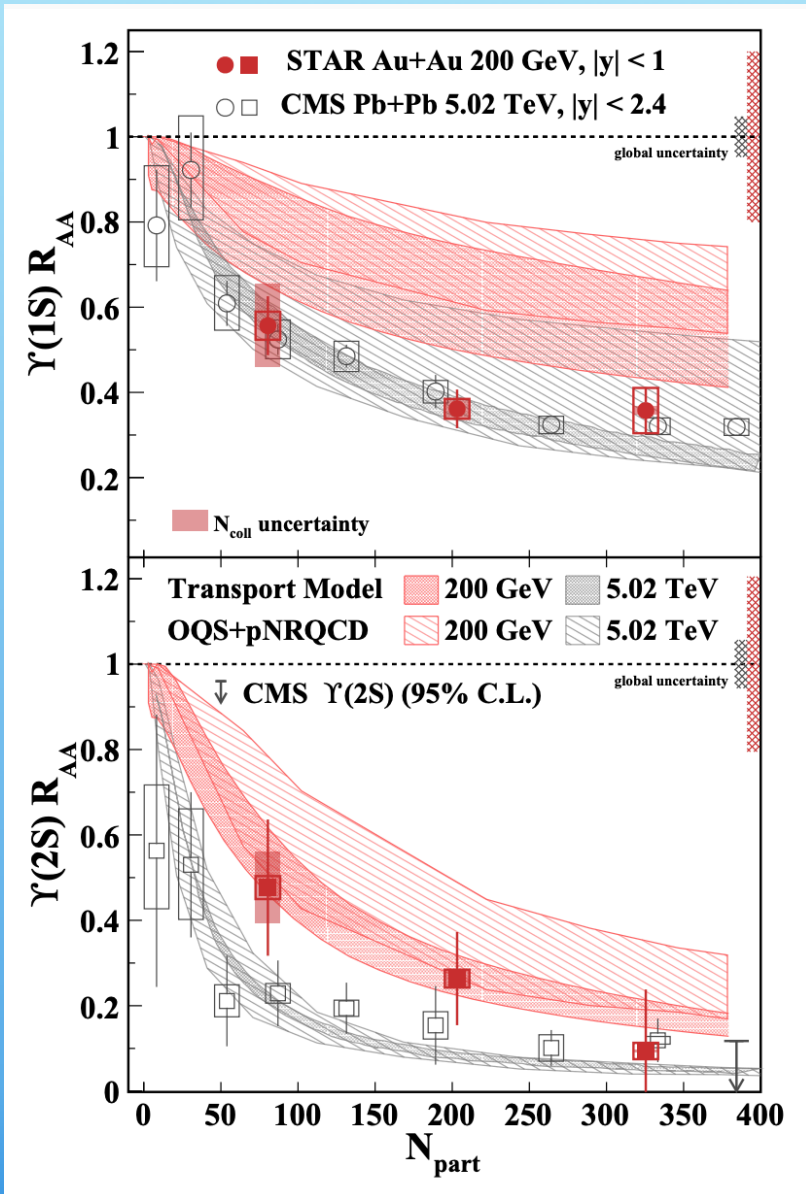 1.2
STAR Au+Au 200 GeV, |y| < 1
CMS Pb+Pb 5.02 TeV, |y| < 2.4
1
global uncertainty
0.8
ϒ(1S) R_AA
0.6
0.4
0.2
N_coll uncertainty
1.2
Transport Model 200 GeV 5.02 TeV
OQS+pNRQCD 200 GeV 5.02 TeV
1
global uncertainty
CMS ϒ(2S) (95% C.L.)
0.8
ϒ(2S) R_AA
0.6
0.4
0.2
0
0 50 100 150 200 250 300 350 400
N_part